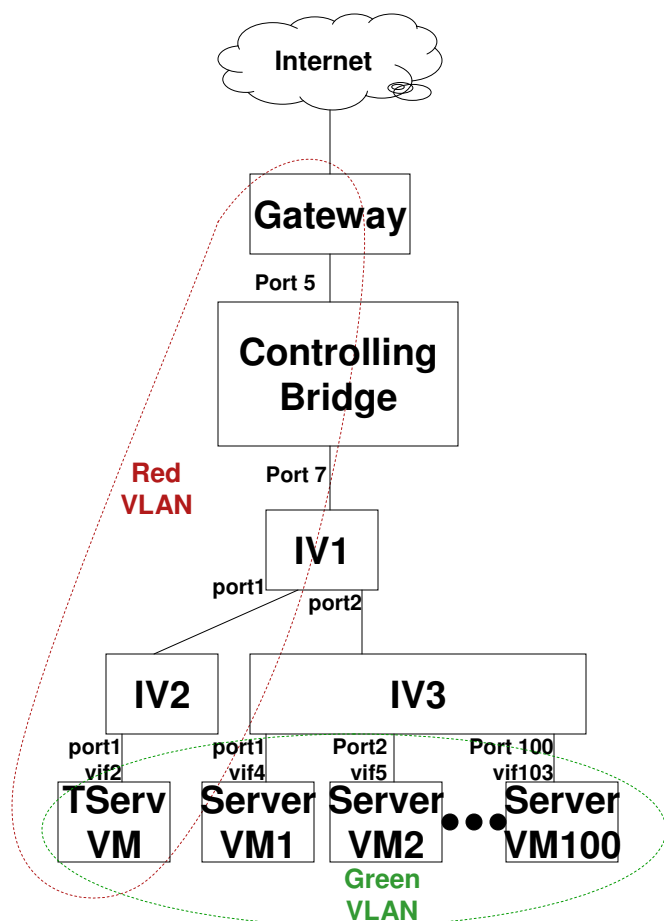 Internet
Gateway
Port 5
Controlling
Bridge
Port 7
Red
VLAN
IV1
port1
port2
IV2
IV3
port1
vif2
port1
vif4
Port2
vif5
Port 100
vif103
TServ
VM
Server
VM1
Server
VM2
Server
VM100
Green
VLAN